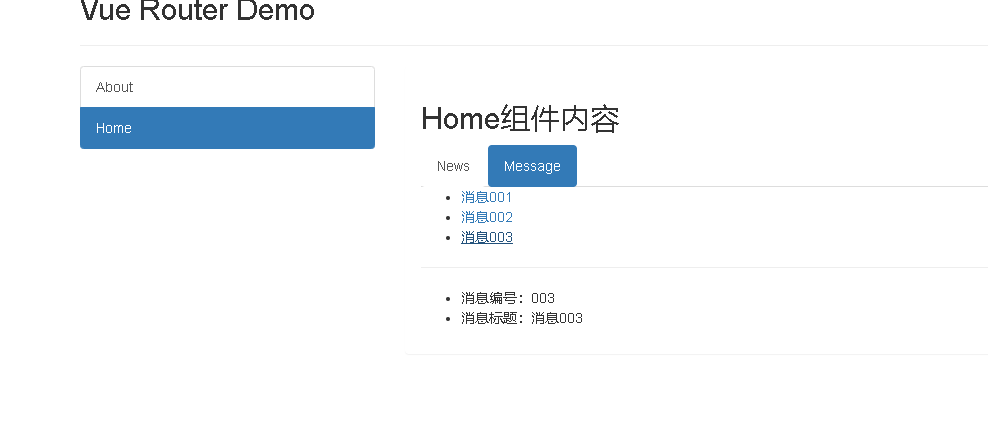 Vue Router Demo
About
Home
Home组件内容
News
Message
消息001
消息002
消息003
消息编号：003
消息标题：消息003